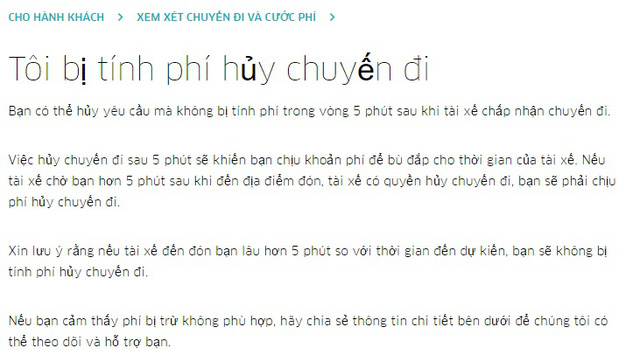 CHO HÀNH KHÁCH > XEM XÉT CHUYẾN ĐI VÀ CƯỚC PHÍ >
Tôi bị tính phí hủy chuyến đi
Bạn có thể hủy yêu cầu mà không bị tính phí trong vòng 5 phút sau khi tài xế chấp nhận chuyến đi.
Việc hủy chuyến đi sau 5 phút sẽ khiến bạn chịu khoản phí để bù đắp cho thời gian của tài xế. Nếu
tài xế chờ bạn hơn 5 phút sau khi đến địa điểm đón, tài xế có quyền hủy chuyến đi, bạn sẽ phải chịu
phí hủy chuyến đi.
Xin lưu ý rằng nếu tài xế đến đón bạn lâu hơn 5 phút so với thời gian đến dự kiến, bạn sẽ không bị
tính phí hủy chuyến đi.
Nếu bạn cảm thấy phí bị trừ không phù hợp, hãy chia sẻ thông tin chi tiết bên dưới để chúng tôi có
thể theo dõi và hỗ trợ bạn.